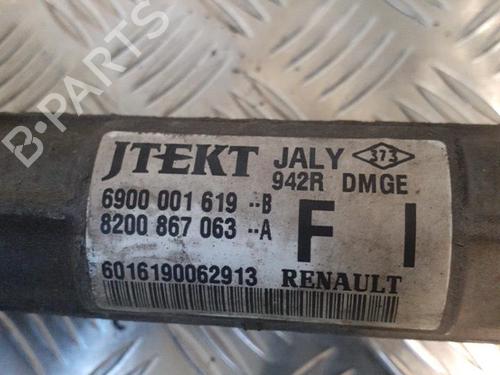 B-PARTS
JTEKT JALY 373
942R DMGE
6900 001 619 --B
8200 867 063 --A
F I
6016190062913 RENAULT